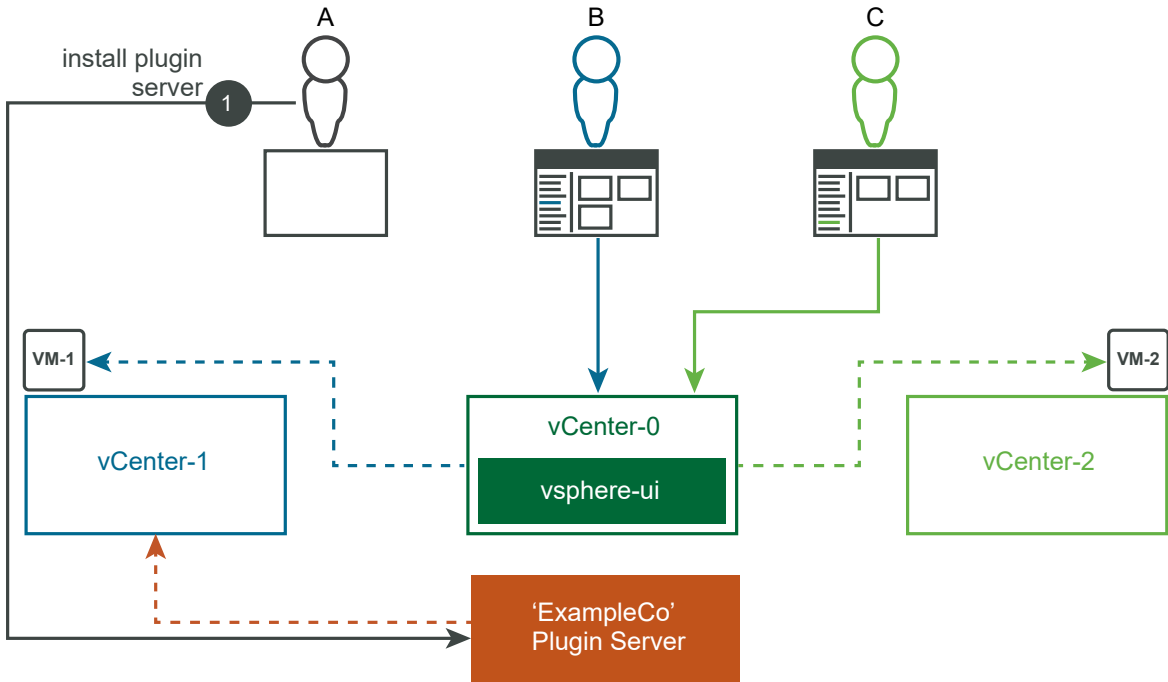 A
B
C
install plugin
server
1
VM-1
VM-2
vCenter-0
vCenter-1
vsphere-ui
vCenter-2
‘ExampleCo’
Plugin Server